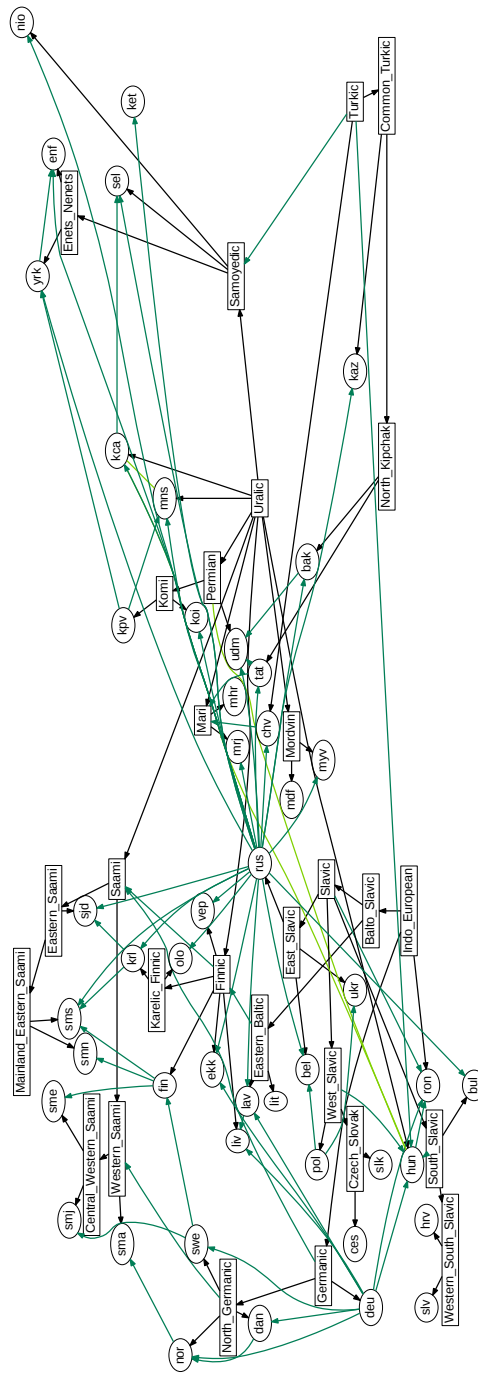 nio
ket
Turkic
Common_Turkic
enf
sel
Enets_Nenets
yrk
Samoyedic
kaz
kca
North_Kipchak
mns
Uralic
Permian
bak
Komi
koi
kpv
udm
tat
Mari
mhr
chv
mrj
Mordvin
myv
mdf
rus
Saami
Eastern_Saami
sjd
vep
Slavic
Balto_Slavic
Indo_European
krl
olo
Karelic_Finnic
Finnic
East_Slavic
ukr
Mainland_Eastern_Saami
sms
smn
ekk
Eastern_Baltic
bel
West_Slavic
ron
bul
sme
fin
lav
lit
liv
pol
Czech_Slovak
slk
hun
South_Slavic
Central_Western_Saami
Western_Saami
smj
sma
swe
ces
hrv
slv
Western_South_Slavic
Germanic
North_Germanic
dan
deu
nor